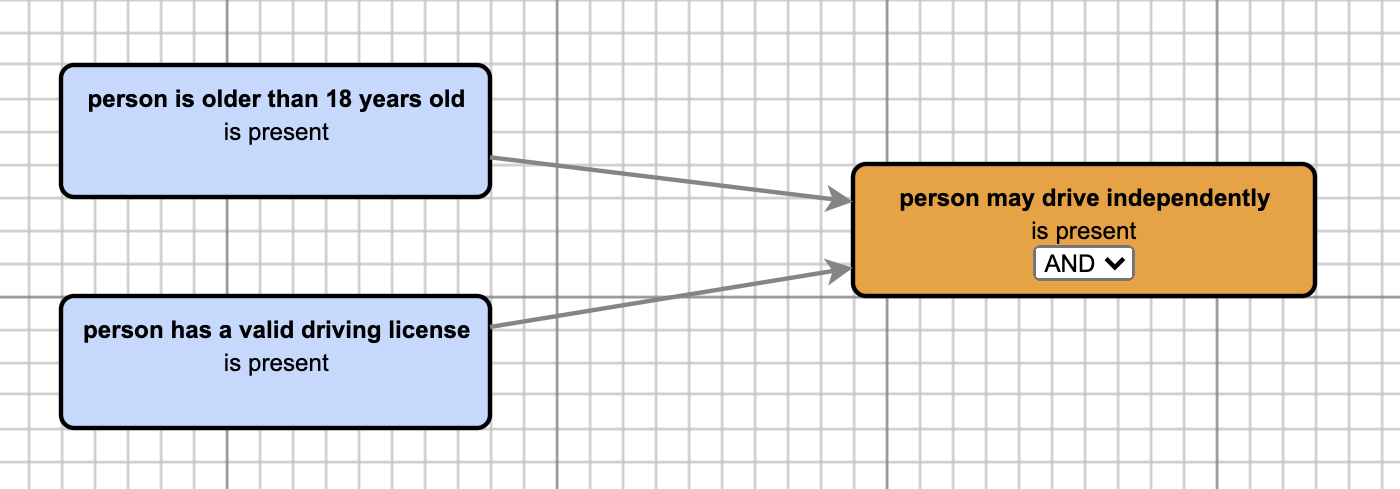 person is older than 18 years old
is present
person has a valid driving license
is present
person may drive independently
is present
AND